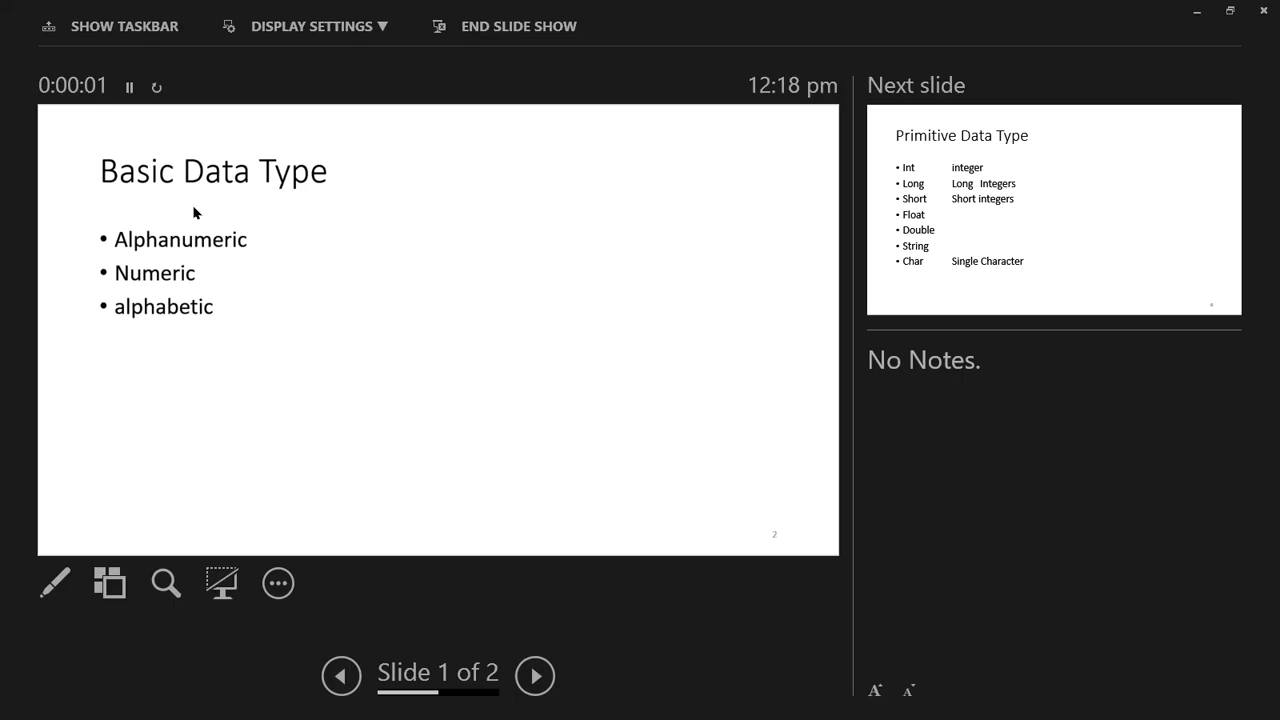 SHOW TASKBAR
DISPLAY SETTINGS ▼
END SLIDE SHOW
0:00:01
12:18 pm
Basic Data Type
• Alphanumeric
• Numeric
• alphabetic
2
Next slide
Primitive Data Type
• Int integer
• Long Long Integers
• Short Short integers
• Float
• Double
• String
• Char Single Character
No Notes.
Slide 1 of 2
A A